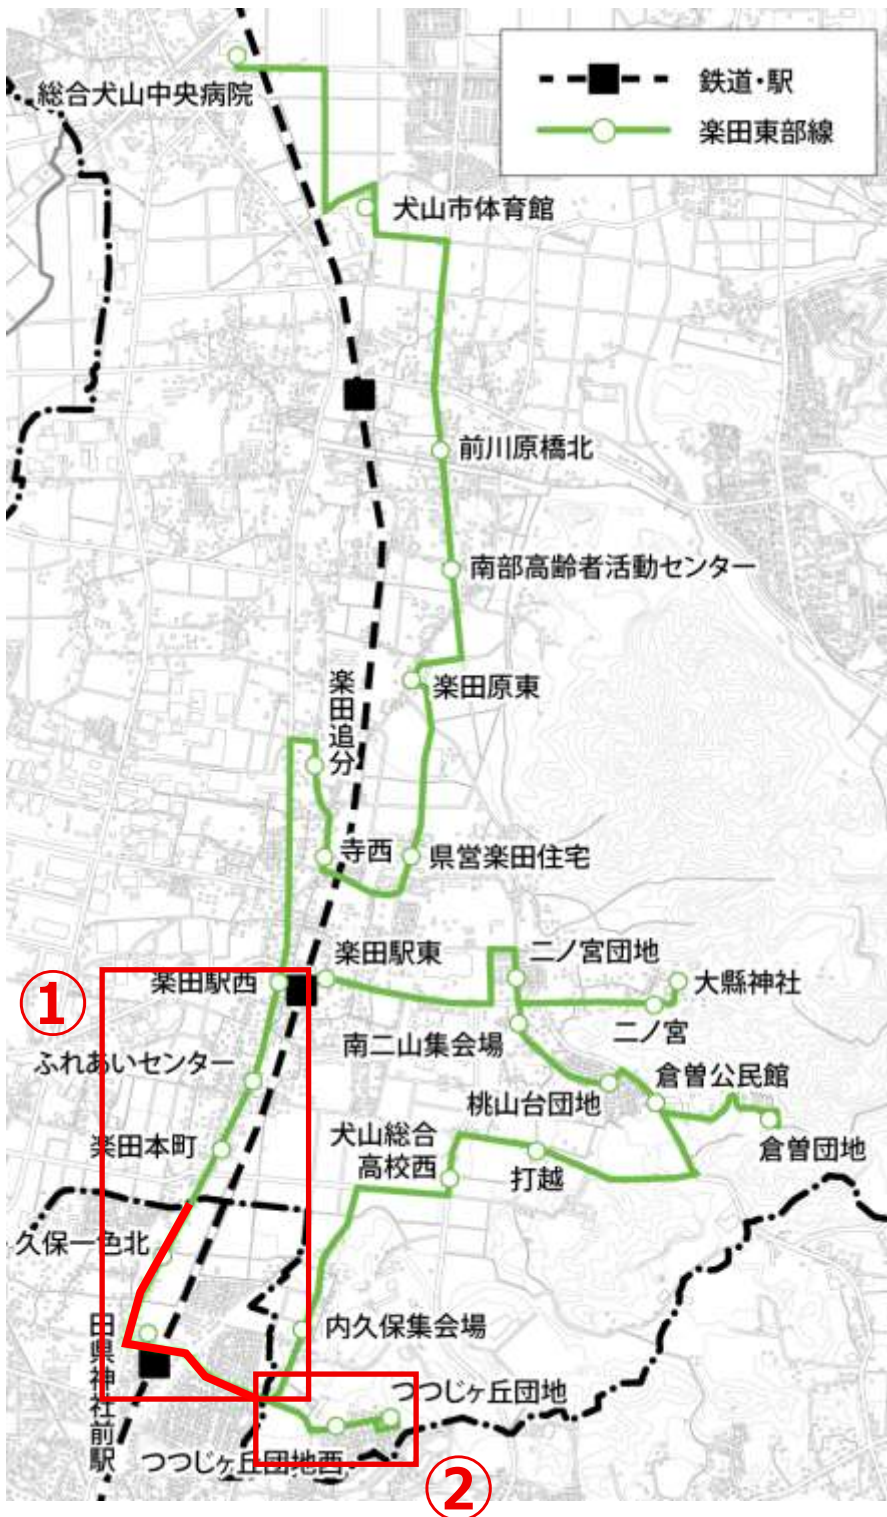 鉄道・駅
楽田東部線
総合犬山中央病院
犬山市体育館
前川原橋北
南部高齢者活動センター
楽田原東
楽田追分
寺西
県営楽田住宅
楽田駅東
二ノ宮団地
楽田駅西
大縣神社
①
二ノ宮
南二山集会場
ふれあいセンター
倉曽公民館
桃山台団地
楽田本町
犬山総合
高校西
打越
倉曽団地
久保一色北
田県神社前駅
内久保集会場
つつじヶ丘団地
つつじヶ丘団地西
②